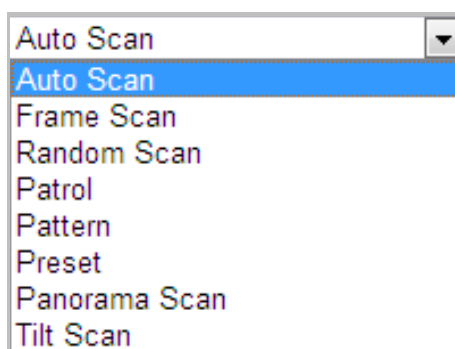 Auto Scan
Auto Scan
Frame Scan
Random Scan
Patrol
Pattern
Preset
Panorama Scan
Tilt Scan